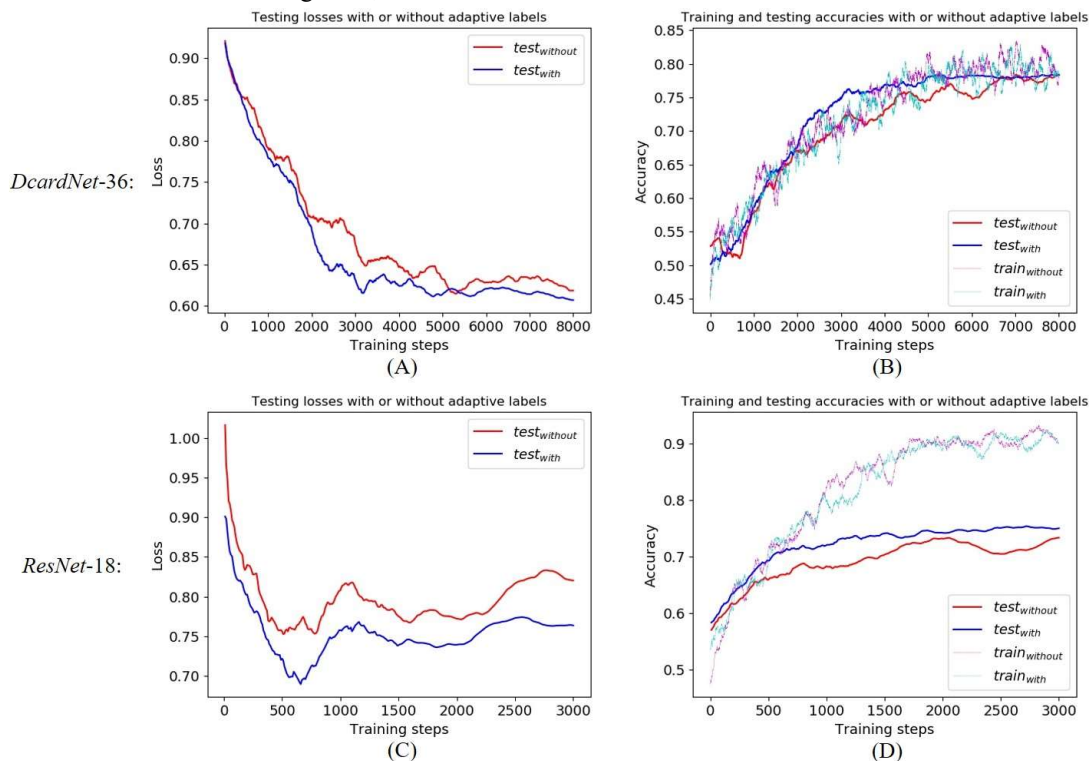 Testing losses with or without adaptive labels
0.90
0.85
0.80
0.75
0.70
0.65
0.60
Loss
test_without
test_with
0 1000 2000 3000 4000 5000 6000 7000 8000
Training steps
(A)
DcardNet-36:
Training and testing accuracies with or without adaptive labels
0.85
0.80
0.75
0.70
0.65
0.60
0.55
0.50
0.45
Accuracy
test_without
test_with
train_without
train_with
0 1000 2000 3000 4000 5000 6000 7000 8000
Training steps
(B)
Testing losses with or without adaptive labels
1.00
0.95
0.90
0.85
0.80
0.75
0.70
Loss
test_without
test_with
0 500 1000 1500 2000 2500 3000
Training steps
(C)
ResNet-18:
Training and testing accuracies with or without adaptive labels
0.9
0.8
0.7
0.6
0.5
Accuracy
test_without
test_with
train_without
train_with
0 500 1000 1500 2000 2500 3000
Training steps
(D)